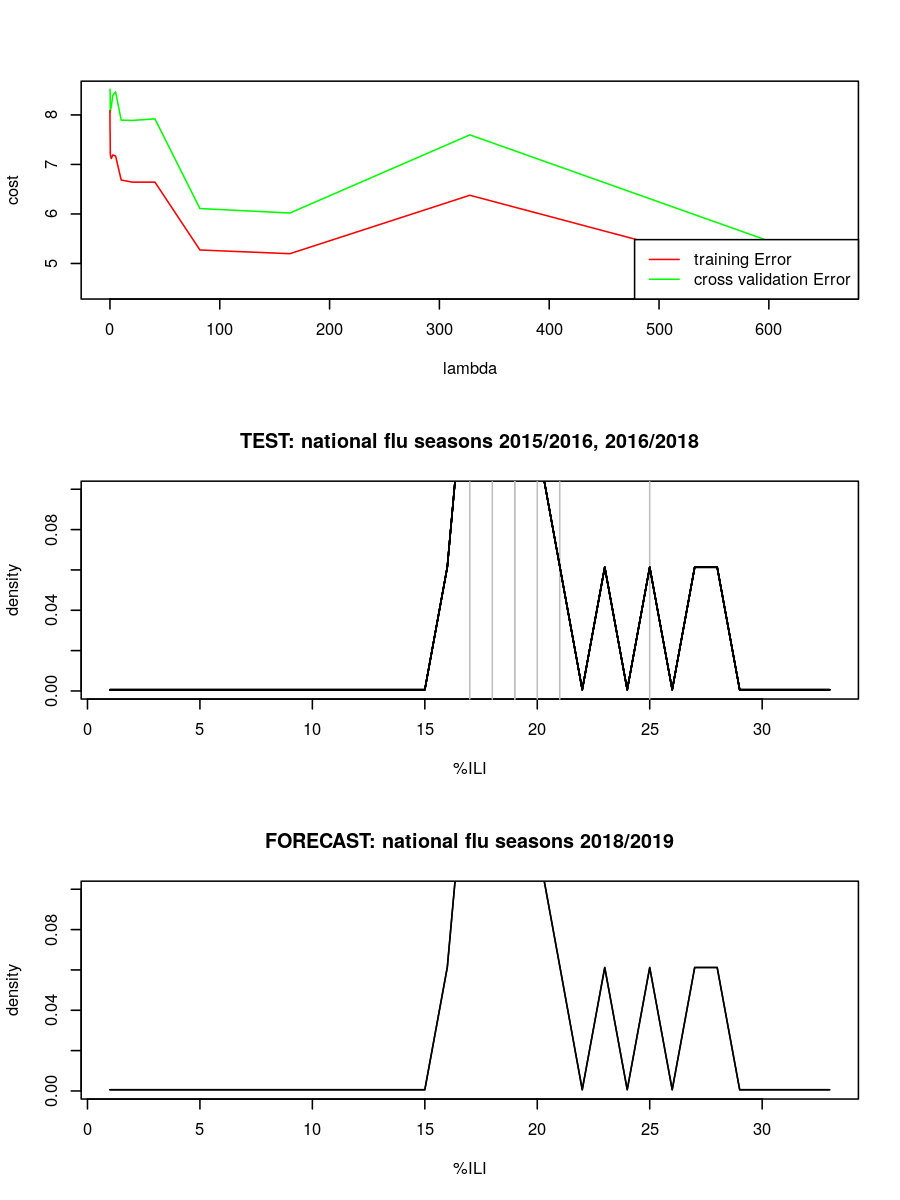 8
7
6
5
cost
training Error
cross validation Error
0 100 200 300 400 500 600
lambda
TEST: national flu seasons 2015/2016, 2016/2018
0.08
0.04
0.00
density
0 5 10 15 20 25 30
%ILI
FORECAST: national flu seasons 2018/2019
0.08
0.04
0.00
density
0 5 10 15 20 25 30
%ILI